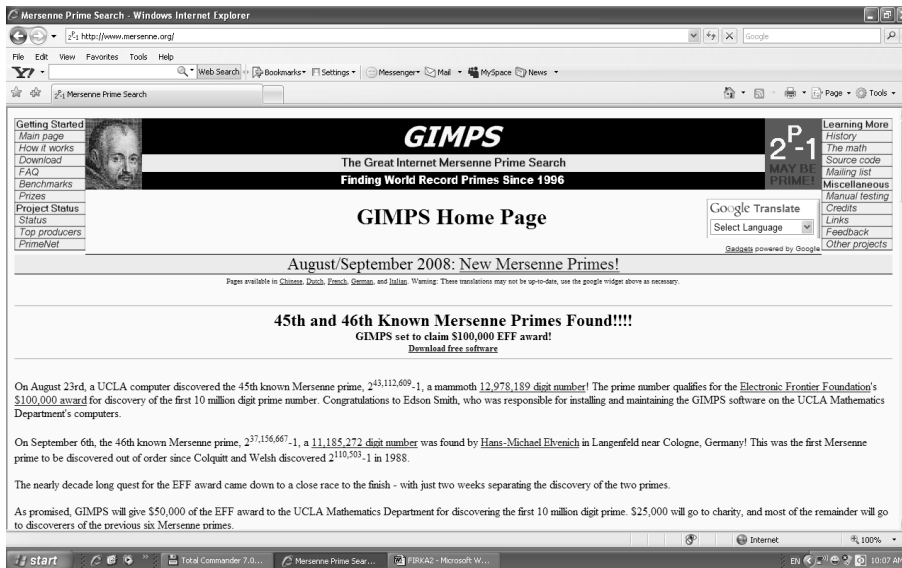 Mersenne Prime Search - Windows Internet Explorer
2P-1 http://www.mersenne.org/
Google
File Edit View Favorites Tools Help
Y7 Web Search Bookmarks Settings Messenger Mail MySpace News
2P-1 Mersenne Prime Search
Page Tools
Getting Started
Main page
How it works
Download
FAQ
Benchmarks
Prizes
Project Status
Status
Top producers
PrimeNet
GIMPS
The Great Internet Mersenne Prime Search
Finding World Record Primes Since 1996
2P-1
MAY BE
PRIME!
Learning More
History
The math
Source code
Mailing list
Miscellaneous
Manual testing
Credits
Links
Feedback
Other projects
GIMPS Home Page
Google Translate
Select Language
Gadgets powered by Google
August/September 2008: New Mersenne Primes!
Pages available in Chinese, Dutch, French, German, and Italian. Warning: These translations may not be up-to-date, use the google widget above as necessary.
45th and 46th Known Mersenne Primes Found!!!!
GIMPS set to claim $100,000 EFF award!
Download free software
On August 23rd, a UCLA computer discovered the 45th known Mersenne prime, 2^43,112,609-1, a mammoth 12,978,189 digit number! The prime number qualifies for the Electronic Frontier Foundation's
$100,000 award for discovery of the first 10 million digit prime number. Congratulations to Edson Smith, who was responsible for installing and maintaining the GIMPS software on the UCLA Mathematics
Department's computers.
On September 6th, the 46th known Mersenne prime, 2^37,156,667-1, a 11,185,272 digit number was found by Hans-Michael Elvenich in Langenfeld near Cologne, Germany! This was the first Mersenne
prime to be discovered out of order since Colquitt and Welsh discovered 2^110,503-1 in 1988.
The nearly decade long quest for the EFF award came down to a close race to the finish - with just two weeks separating the discovery of the two primes.
As promised, GIMPS will give $50,000 of the EFF award to the UCLA Mathematics Department for discovering the first 10 million digit prime. $25,000 will go to charity, and most of the remainder will go
to discoverers of the previous six Mersenne primes.
Internet 100%
start Total Commander 7.0... Mersenne Prime Sear... FIRKA2 - Microsoft W... EN 10:07 AM